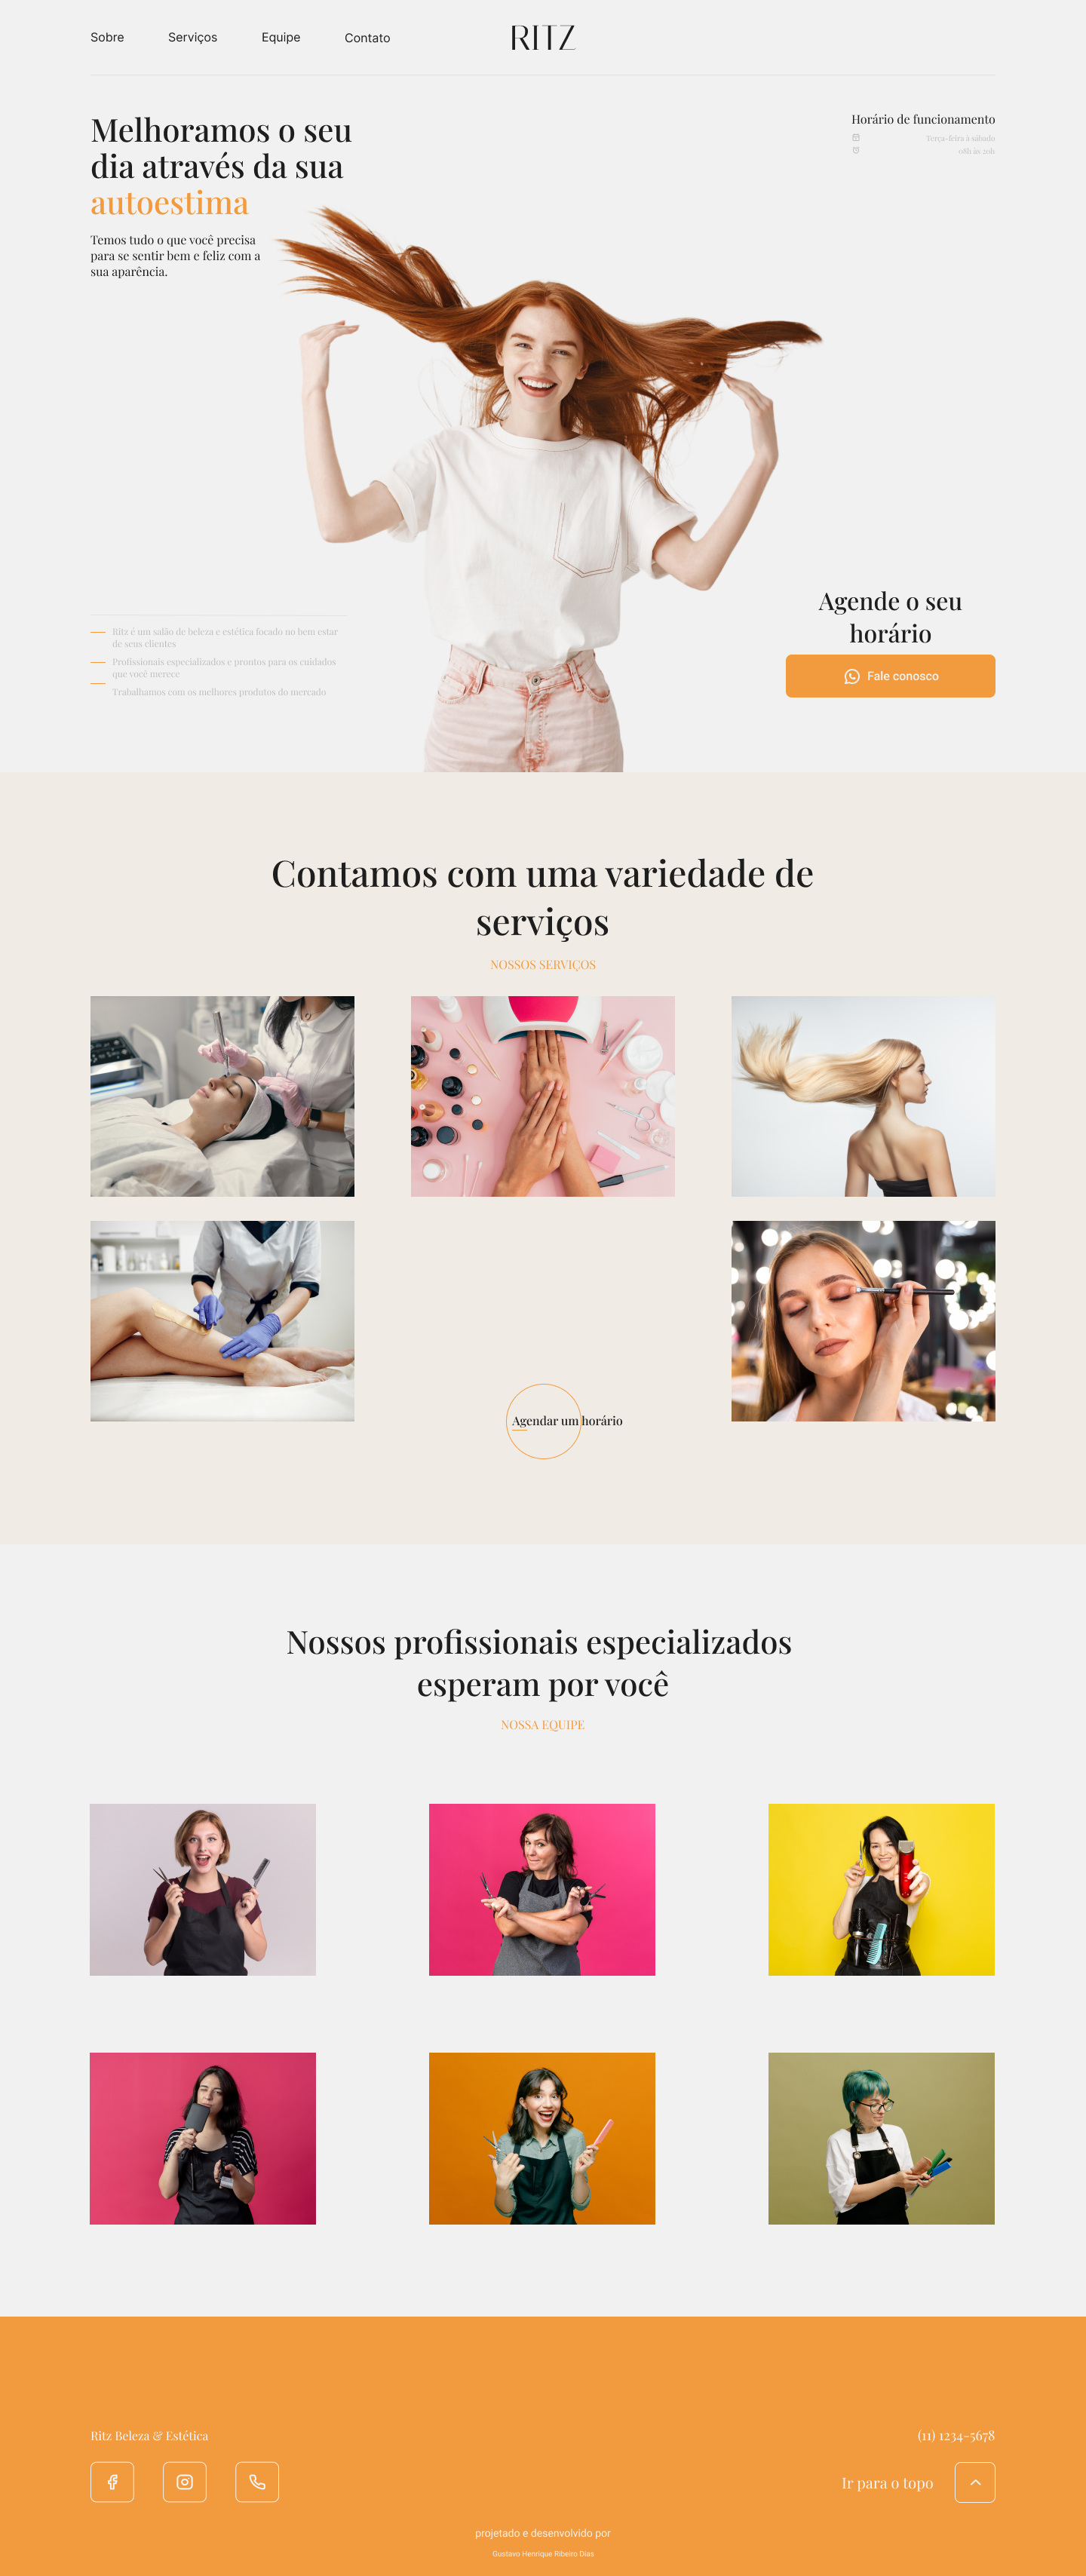 Sobre
Serviços
Equipe
Contato
RITZ
Melhoramos o seu
dia através da sua
autoestima
Temos tudo o que você precisa
para se sentir bem e feliz com a
sua aparência.
Horário de funcionamento
Terça-feira à sábado
08h às 20h
Ritz é um salão de beleza e estética focado no bem estar
de seus clientes
Profissionais especializados e prontos para os cuidados
que você merece
Trabalhamos com os melhores produtos do mercado
Agende o seu
horário
Fale conosco
Contamos com uma variedade de
serviços
NOSSOS SERVIÇOS
Agendar um horário
Nossos profissionais especializados
esperam por você
NOSSA EQUIPE
Ritz Beleza & Estética
(11) 1234-5678
Ir para o topo
projetado e desenvolvido por
Gustavo Henrique Ribeiro Dias